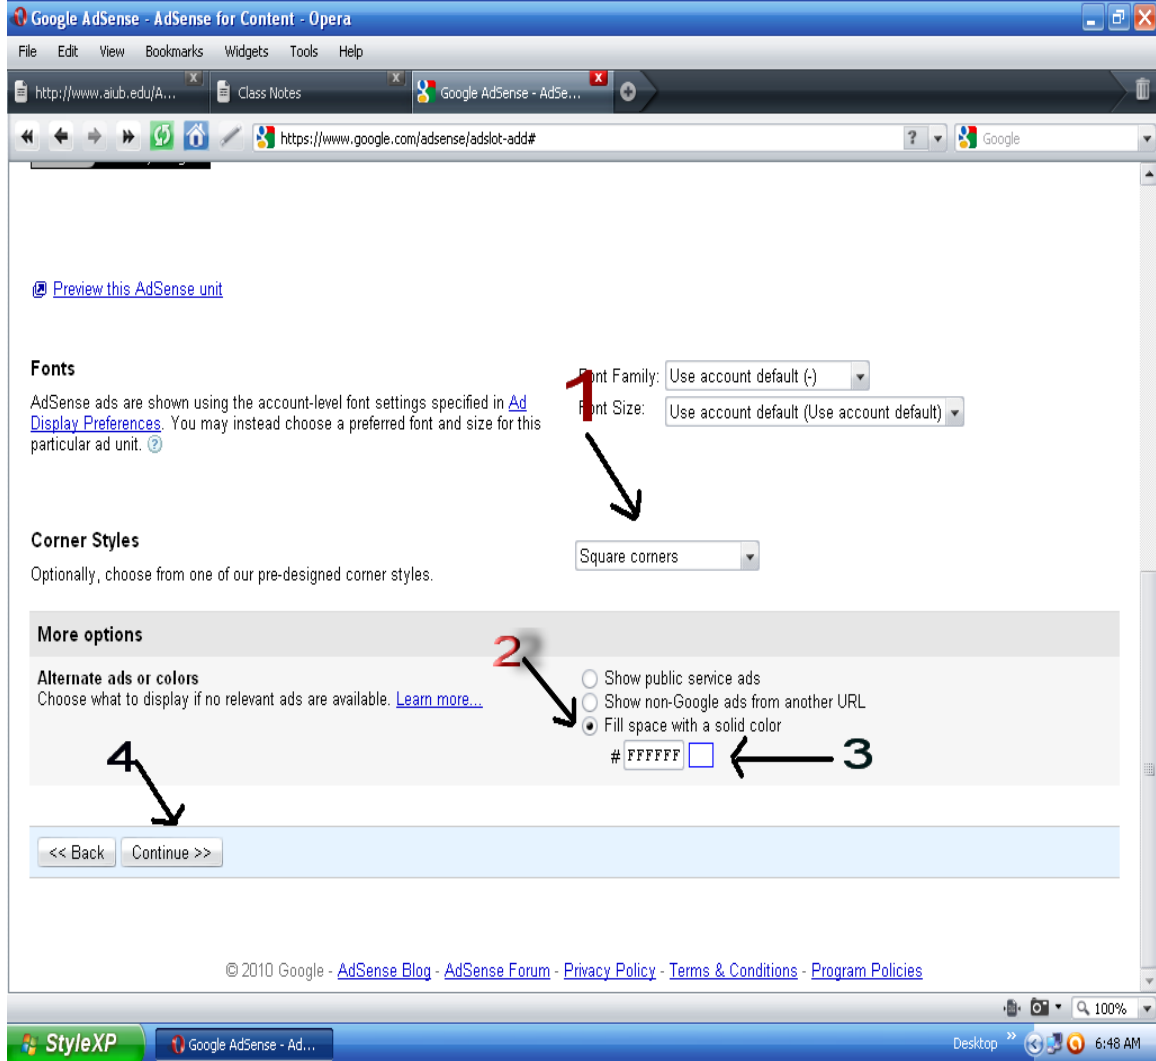 Google AdSense - AdSense for Content - Opera
File Edit View Bookmarks Widgets Tools Help
http://www.aiub.edu/A... Class Notes Google AdSense - AdSe...
https://www.google.com/adsense/adslot-add# ? Google
Preview this AdSense unit
Fonts
AdSense ads are shown using the account-level font settings specified in Ad
Display Preferences. You may instead choose a preferred font and size for this
particular ad unit. ?
Font Family: Use account default (-)
Font Size: Use account default (Use account default)
1
Corner Styles
Optionally, choose from one of our pre-designed corner styles.
Square corners
More options
2
Alternate ads or colors
Choose what to display if no relevant ads are available. Learn more...
Show public service ads
Show non-Google ads from another URL
Fill space with a solid color
# FFFFFF
3
4
<< Back Continue >>
© 2010 Google - AdSense Blog - AdSense Forum - Privacy Policy - Terms & Conditions - Program Policies
100%
StyleXP Google AdSense - Ad... Desktop » 6:48 AM